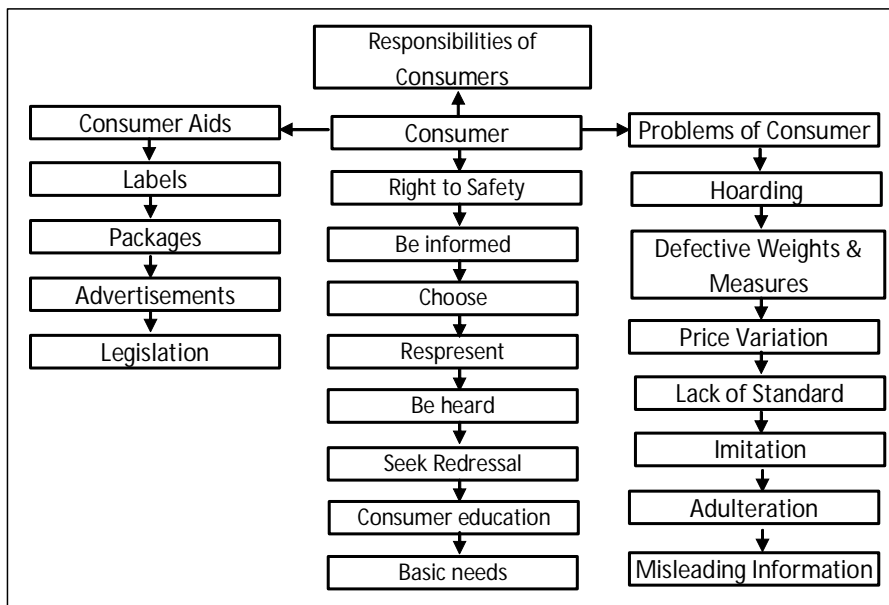 Responsibilities of
Consumers
Consumer Aids
Consumer
Problems of Consumer
Labels
Packages
Advertisements
Legislation
Right to Safety
Be informed
Choose
Respresent
Be heard
Seek Redressal
Consumer education
Basic needs
Hoarding
Defective Weights &
Measures
Price Variation
Lack of Standard
Imitation
Adulteration
Misleading Information